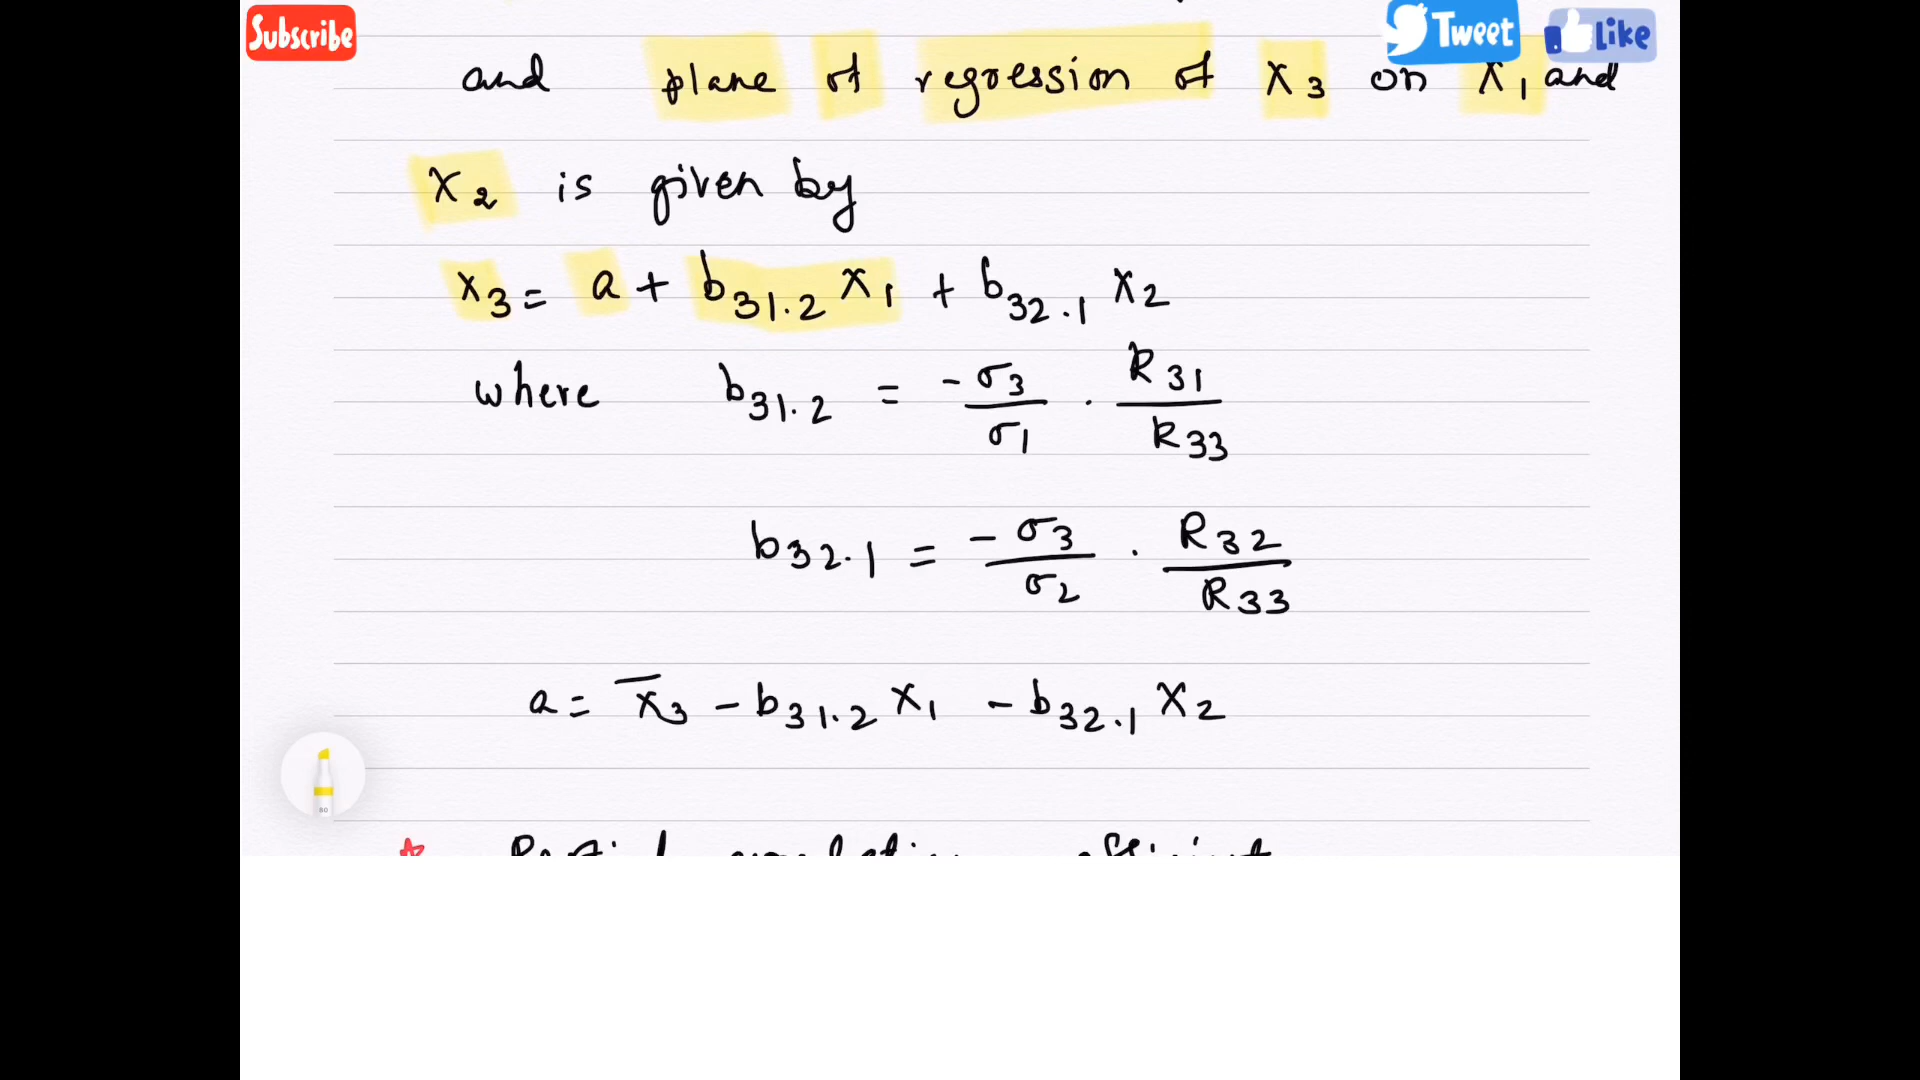 Subscribe
Tweet
Like
and plane of regression of X3 on X1 and
X2 is given by
X3 = a + b31.2 X1 + b32.1 X2
where b31.2 = -σ3/σ1 . R31/R33
b32.1 = -σ3/σ2 . R32/R33
a = X̅3 - b31.2 X1 - b32.1 X2